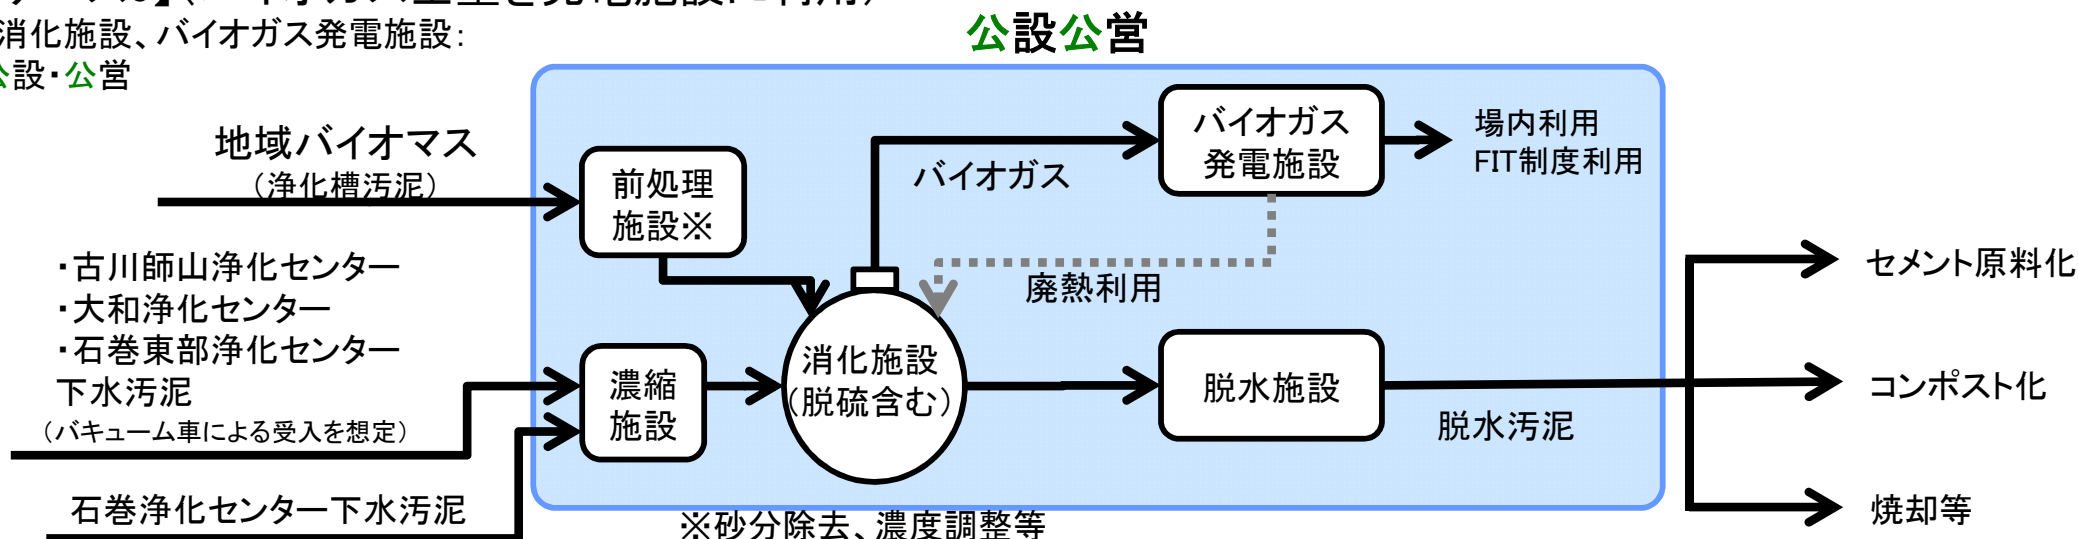 消化施設、バイオガス発電施設:
公設・公営
公設公営
地域バイオマス
(浄化槽汚泥)
・古川師山浄化センター
・大和浄化センター
・石巻東部浄化センター
下水汚泥
(バキューム車による受入を想定)
石巻浄化センター下水汚泥
前処理
施設※
濃縮
施設
バイオガス
消化施設
(脱硫含む)
バイオガス
発電施設
廃熱利用
場内利用
FIT制度利用
脱水施設
脱水汚泥
※砂分除去、濃度調整等
セメント原料化
コンポスト化
焼却等